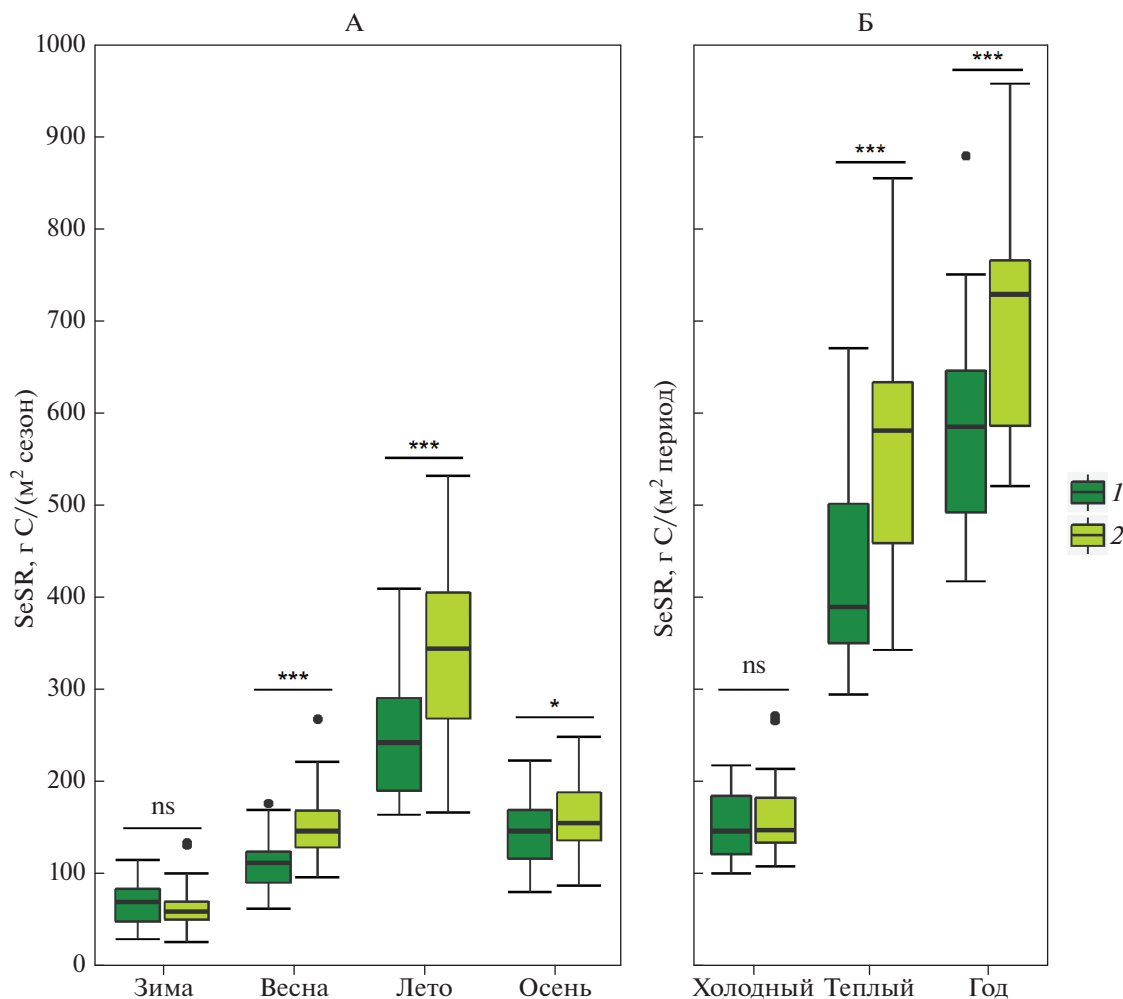 А
SeSR, г С/(м² сезон)
1000
900
800
700
600
500
400
300
200
100
0
ns
***
***
*
Зима Весна Лето Осень
Б
SeSR, г С/(м² период)
ns
***
***
Холодный Теплый Год
1
2